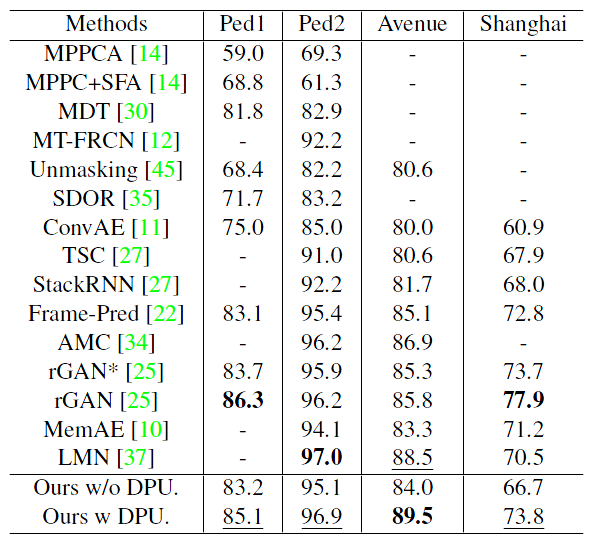 Methods Ped1 Ped2 Avenue Shanghai
MPPCA [14] 59.0 69.3 - -
MPPC+SFA [14] 68.8 61.3 - -
MDT [30] 81.8 82.9 - -
MT-FRCN [12] - 92.2 - -
Unmasking [45] 68.4 82.2 80.6 -
SDOR [35] 71.7 83.2 - -
ConvAE [11] 75.0 85.0 80.0 60.9
TSC [27] - 91.0 80.6 67.9
StackRNN [27] - 92.2 81.7 68.0
Frame-Pred [22] 83.1 95.4 85.1 72.8
AMC [34] - 96.2 86.9 -
rGAN* [25] 83.7 95.9 85.3 73.7
rGAN [25] 86.3 96.2 85.8 77.9
MemAE [10] - 94.1 83.3 71.2
LMN [37] - 97.0 88.5 70.5
Ours w/o DPU. 83.2 95.1 84.0 66.7
Ours w DPU. 85.1 96.9 89.5 73.8